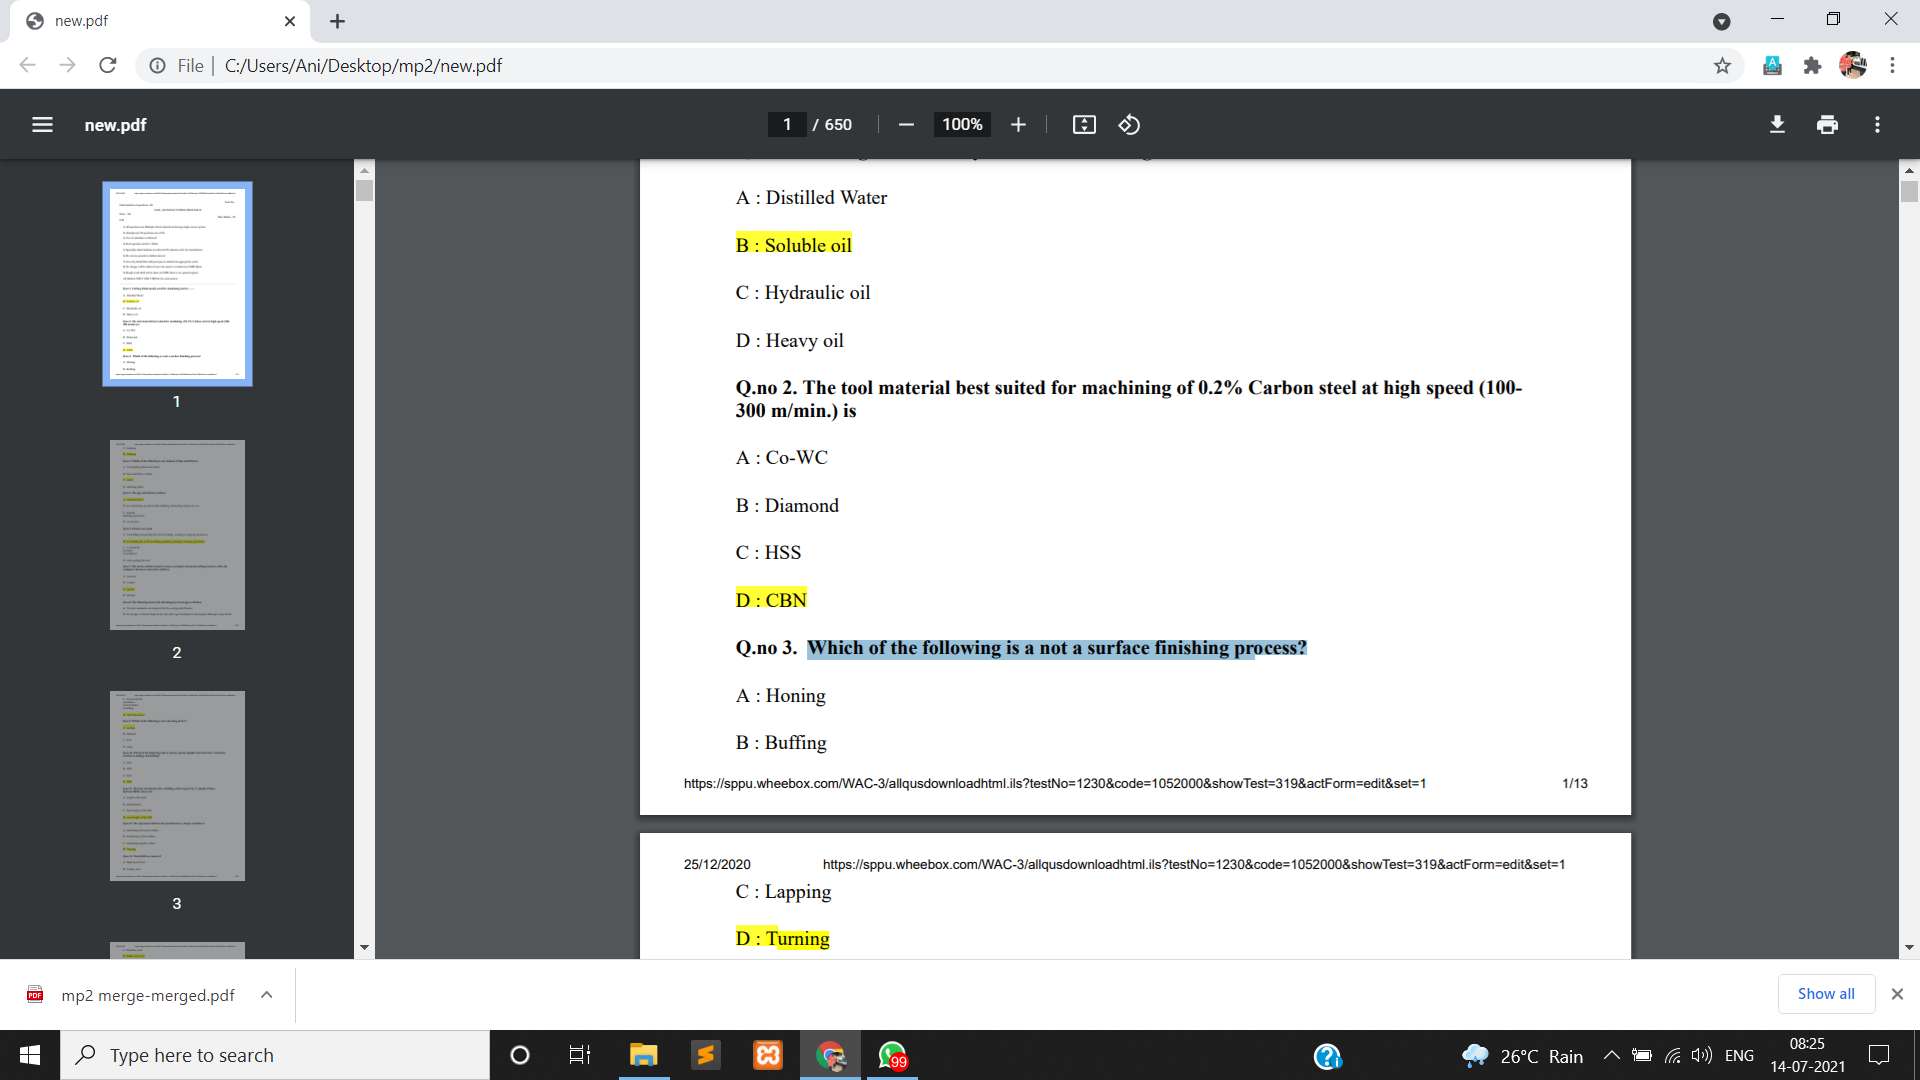 new.pdf
File
C:/Users/Ani/Desktop/mp2/new.pdf
new.pdf
1 / 650
100%
1
2
3
A : Distilled Water
B : Soluble oil
C : Hydraulic oil
D : Heavy oil
Q.no 2. The tool material best suited for machining of 0.2% Carbon steel at high speed (100-
300 m/min.) is
A : Co-WC
B : Diamond
C : HSS
D : CBN
Q.no 3. Which of the following is a not a surface finishing process?
A : Honing
B : Buffing
https://sppu.wheebox.com/WAC-3/allqusdownloadhtml.ils?testNo=1230&code=1052000&showTest=319&actForm=edit&set=1 1/13
25/12/2020 https://sppu.wheebox.com/WAC-3/allqusdownloadhtml.ils?testNo=1230&code=1052000&showTest=319&actForm=edit&set=1
C : Lapping
D : Turning
PDF
mp2 merge-merged.pdf
Show all
Type here to search
99
26°C Rain
ENG
08:25
14-07-2021